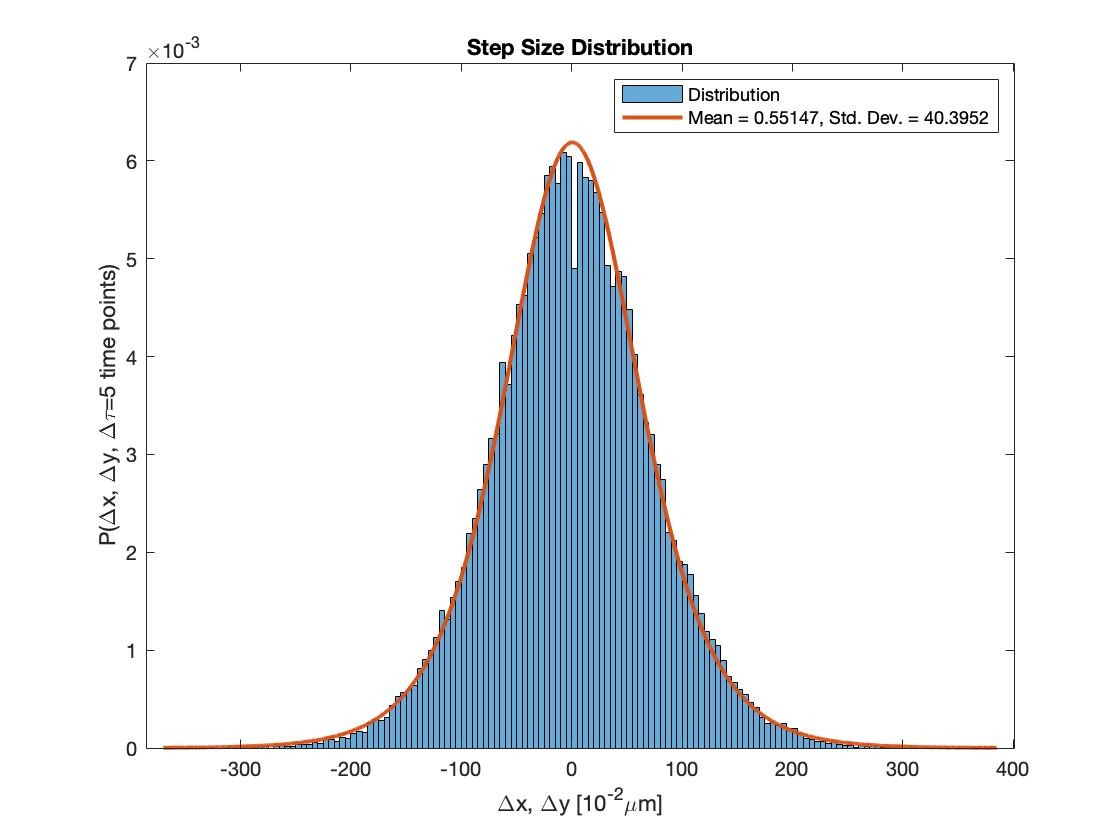 Step Size Distribution
×10⁻³
Distribution
Mean = 0.55147, Std. Dev. = 40.3952
7
6
5
4
3
2
1
0
P(Δx, Δy, Δτ=5 time points)
-300 -200 -100 0 100 200 300 400
Δx, Δy [10⁻²μm]